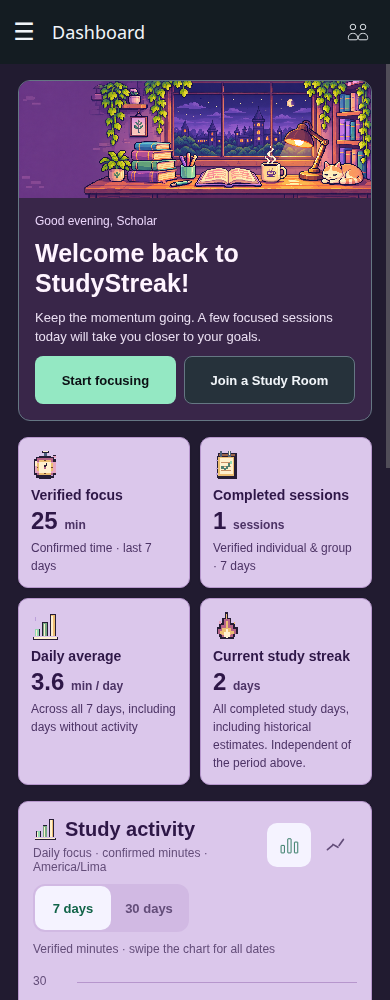 Dashboard
Good evening, Scholar
Welcome back to
StudyStreak!
Keep the momentum going. A few focused sessions
today will take you closer to your goals.
Start focusing
Join a Study Room
Verified focus
25 min
Confirmed time · last 7
days
Completed sessions
1 sessions
Verified individual & group
· 7 days
Daily average
3.6 min / day
Across all 7 days, including
days without activity
Current study streak
2 days
All completed study days,
including historical
estimates. Independent of
the period above.
Study activity
Daily focus · confirmed minutes ·
America/Lima
7 days
30 days
Verified minutes · swipe the chart for all dates
30